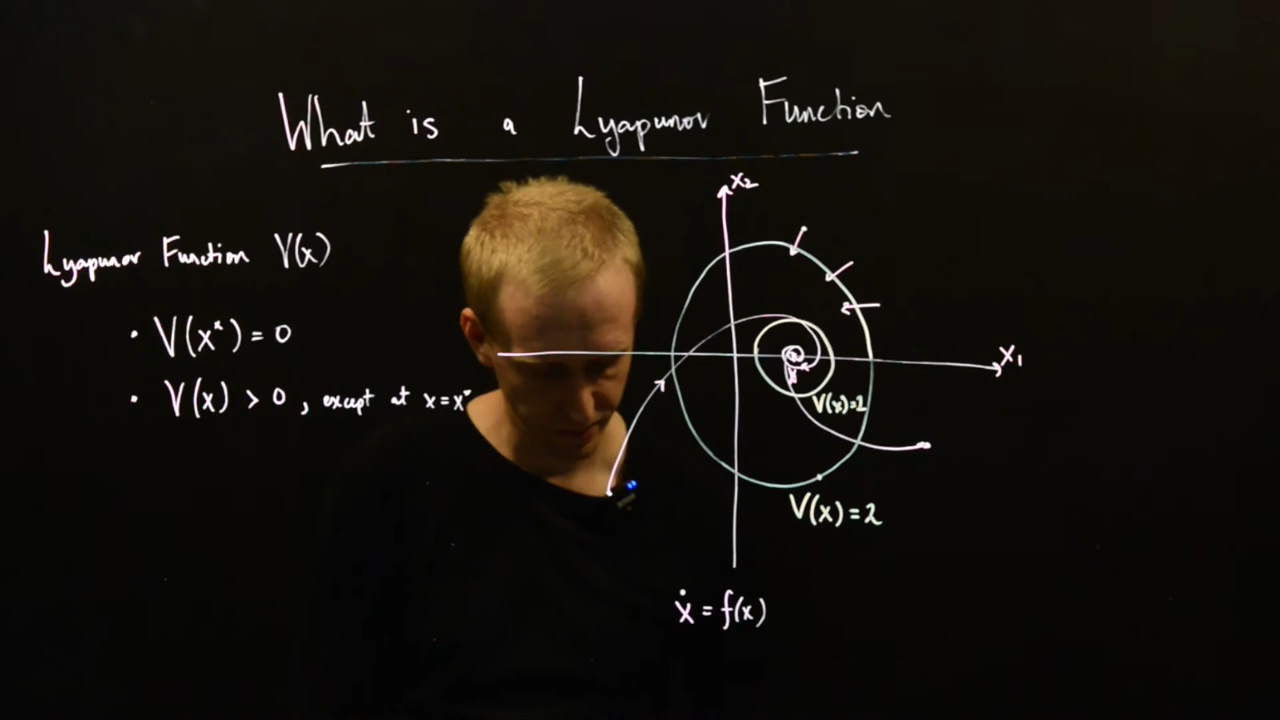 What is a Lyapunov Function
Lyapunov Function V(x)
• V(x*) = 0
• V(x) > 0, except at x=x*
x₂
x₁
V(x)=1
V(x)=2
ẋ = f(x)